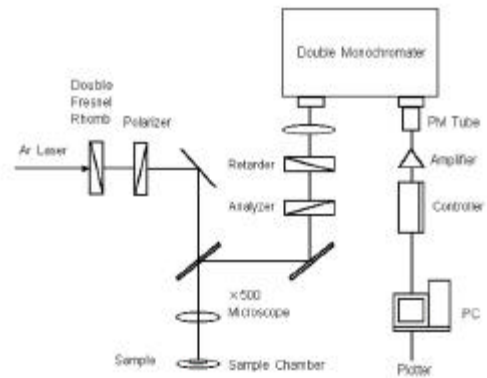 Double Monochromater
Double
Fresnel
Rhomb
Polarizer
PM Tube
Ar Laser
Retarder
Amplifier
Analyzer
Controller
×500
Microscope
PC
Sample
Sample Chamber
Plotter